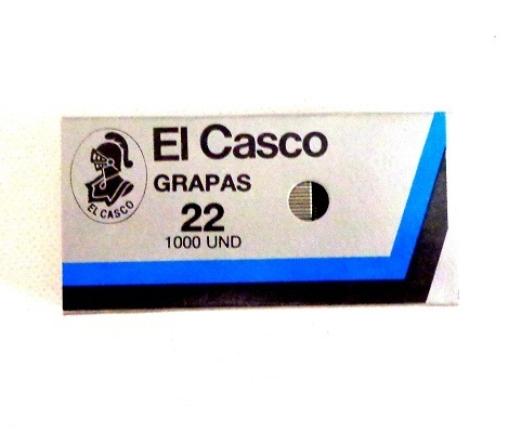 El Casco
GRAPAS
22
1000 UND
EL CASCO